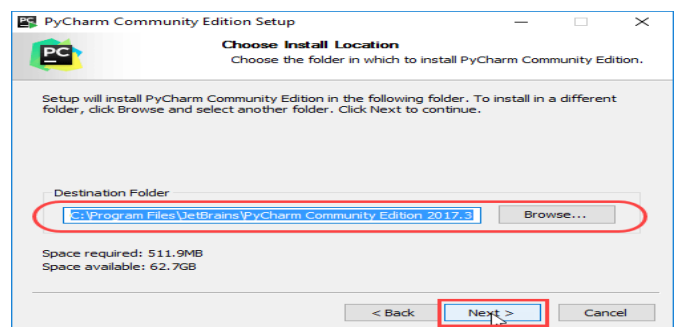 PyCharm Community Edition Setup
PC
Choose Install Location
Choose the folder in which to install PyCharm Community Edition.
Setup will install PyCharm Community Edition in the following folder. To install in a different
folder, click Browse and select another folder. Click Next to continue.
Destination Folder
C:\Program Files\JetBrains\PyCharm Community Edition 2017.3
Browse...
Space required: 511.9MB
Space available: 62.7GB
< Back Next > Cancel